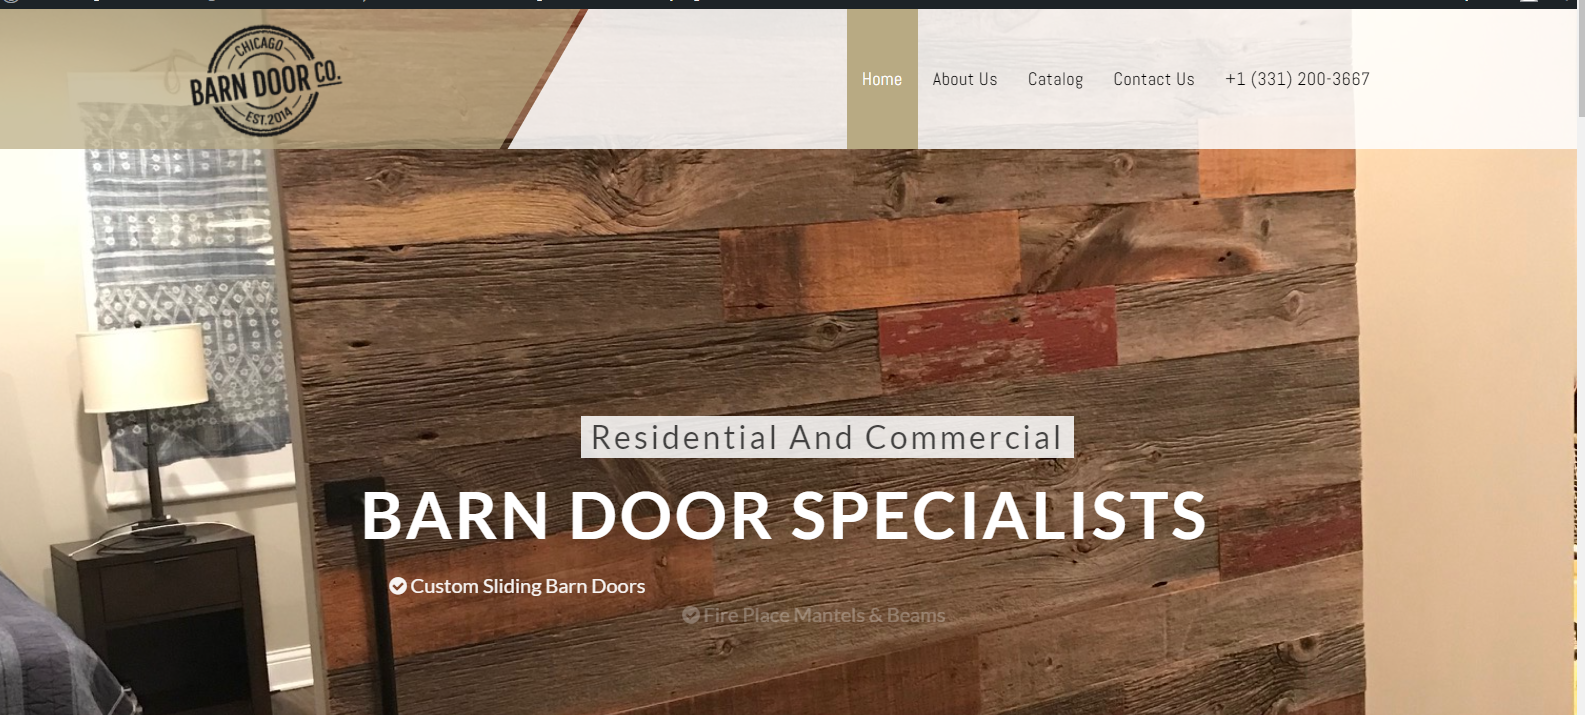 CHICAGO
BARN DOOR CO.
EST.2014
Home About Us Catalog Contact Us +1 (331) 200-3667
Residential And Commercial
BARN DOOR SPECIALISTS
Custom Sliding Barn Doors
Fire Place Mantels & Beams